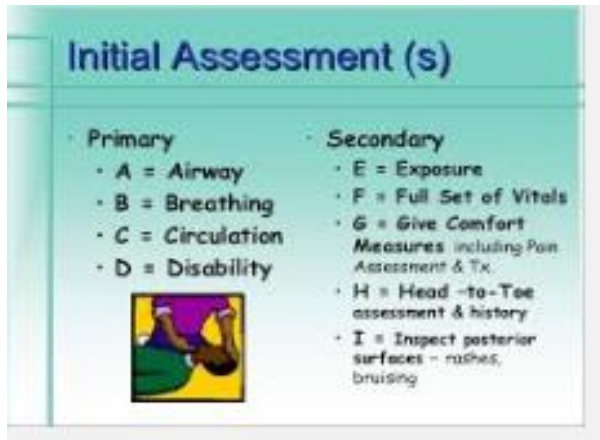 Initial Assessment (s)
· Primary
· A = Airway
· B = Breathing
· C = Circulation
· D = Disability
· Secondary
· E = Exposure
· F = Full Set of Vitals
· G = Give Comfort
Measures including Pain
Assessment & Tx.
· H = Head -to-Toe
assessment & history
· I = Inspect posterior
surfaces – rashes,
bruising